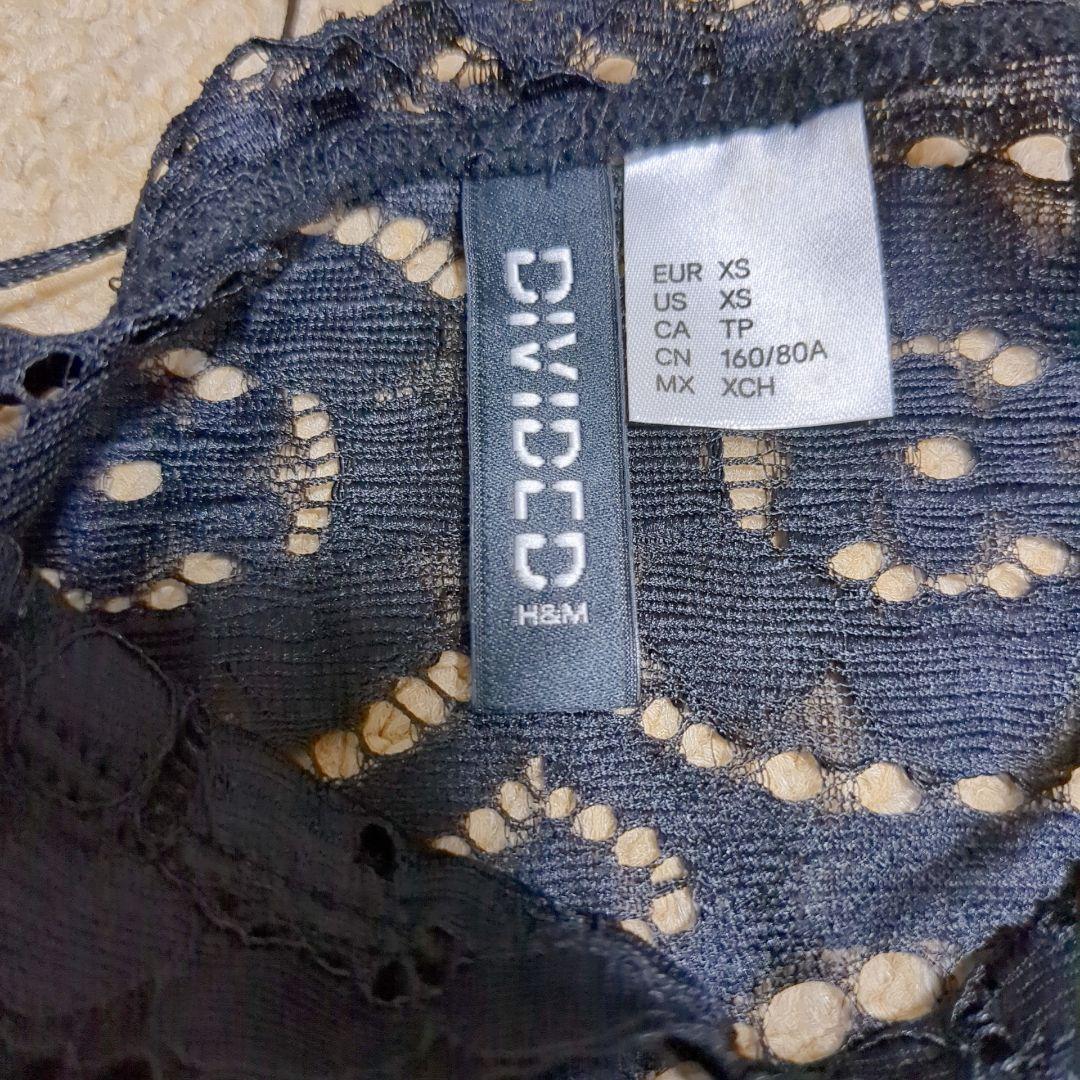 DIVIDED
H&M
EUR XS
US XS
CA TP
CN 160/80A
MX XCH